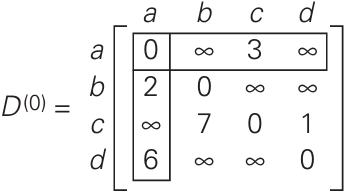 a b c d
a 0 ∞ 3 ∞
b 2 0 ∞ ∞
D(0) = c ∞ 7 0 1
d 6 ∞ ∞ 0